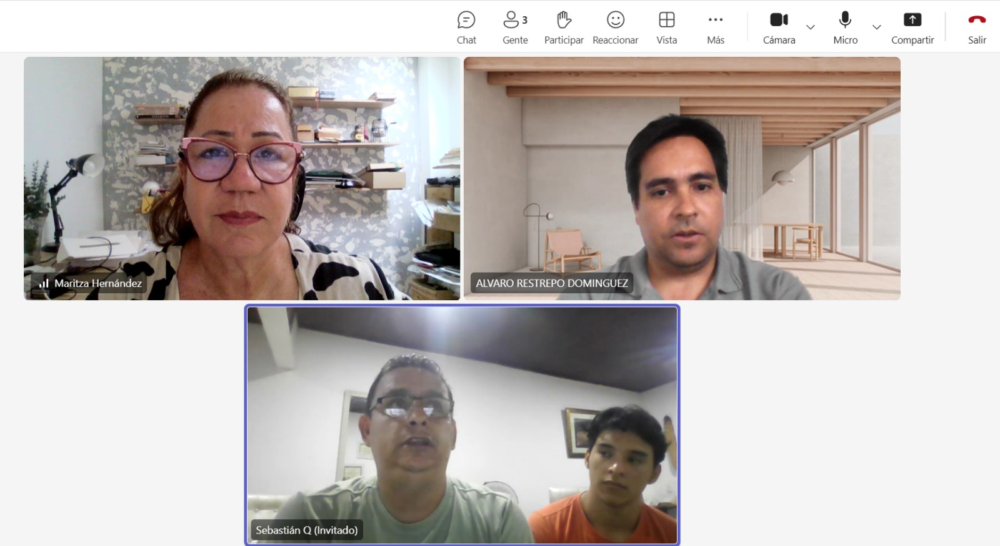 3
Chat
Gente
Participar
Reaccionar
Vista
Más
Cámara
Micro
Compartir
Salir
Maritza Hernández
ALVARO RESTREPO DOMINGUEZ
Sebastián Q (Invitado)